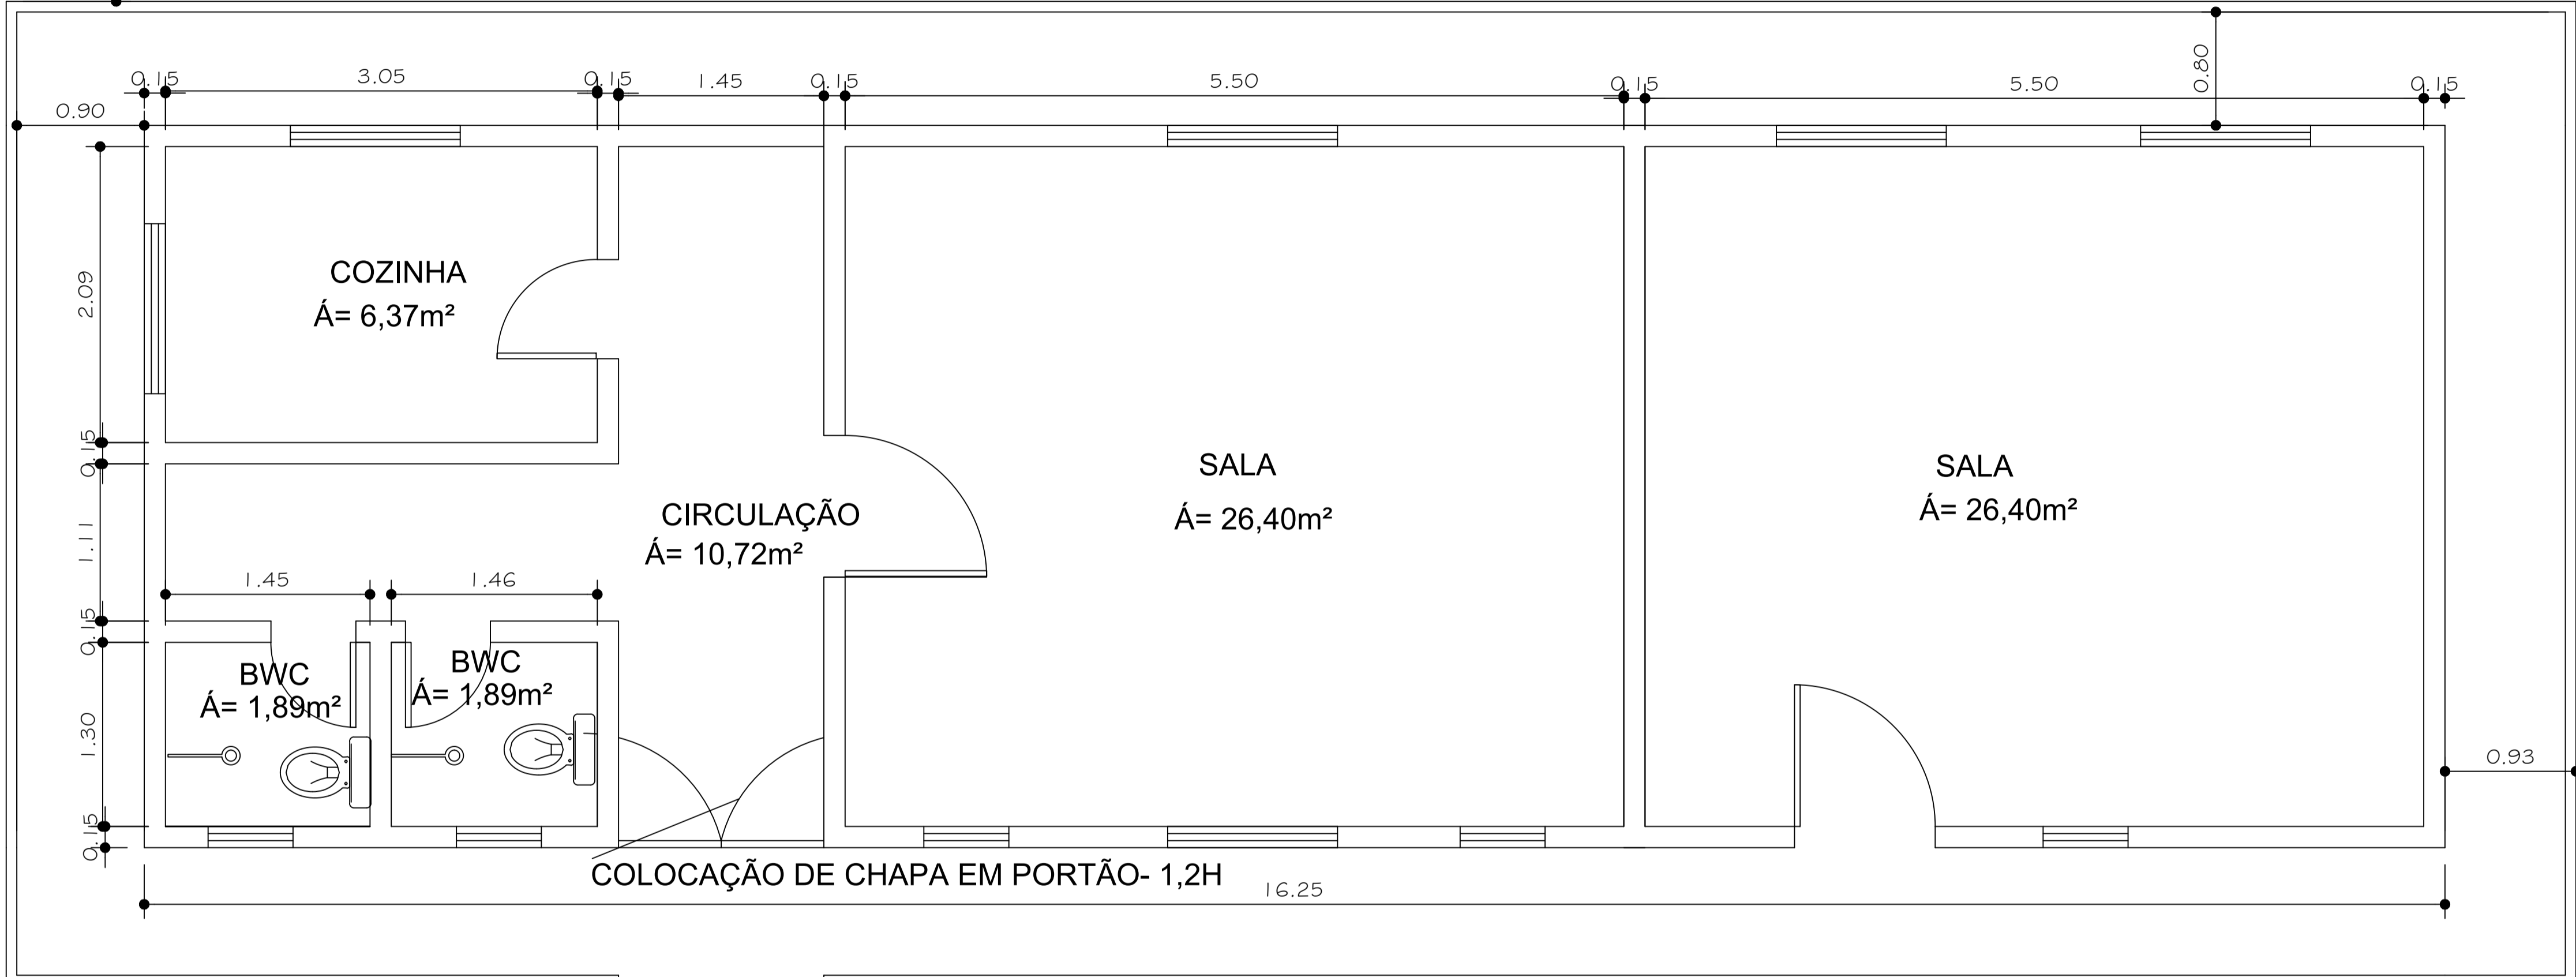 0.80
0.15
3.05
0.15
1.45
0.15
5.50
0.15
5.50
0.15
0.90
2.09
COZINHA
Á= 6,37m²
0.15
SALA
Á= 26,40m²
SALA
Á= 26,40m²
CIRCULAÇÃO
Á= 10,72m²
1.11
1.45
1.46
0.15
BWC
Á= 1,89m²
BWC
Á= 1,89m²
1.30
0.93
0.15
COLOCAÇÃO DE CHAPA EM PORTÃO- 1,2H
16.25